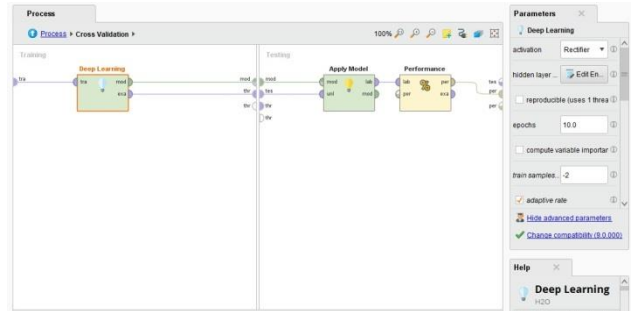 Process
Process ▸ Cross Validation ▸
100%
Training
Testing
Deep Learning
tra
tra
mod
exa
mod
thr
thr
mod
tes
thr
thr
Apply Model
mod
unl
lab
mod
Performance
lab
per
per
exa
tes
per
per
Parameters
Deep Learning
activation
Rectifier
hidden layer ...
Edit En...
reproducible (uses 1 threa
epochs
10.0
compute variable importar
train samples...
-2
adaptive rate
Hide advanced parameters
Change compatibility (9.0.000)
Help
Deep Learning
H2O